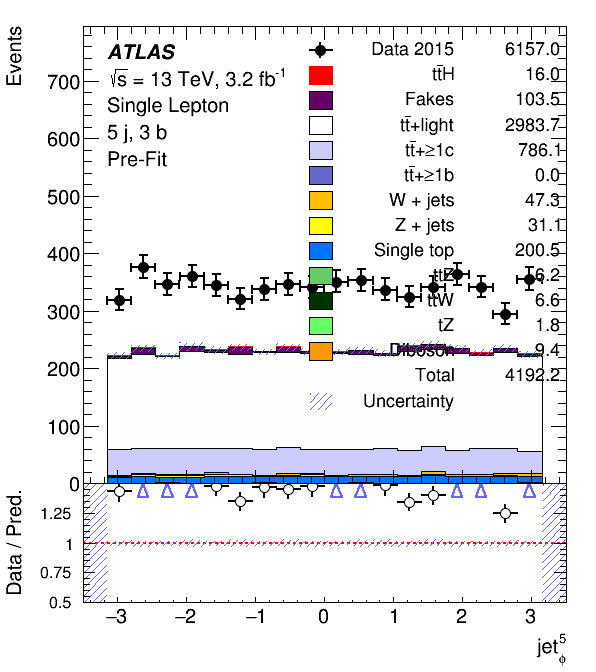 Events
ATLAS
√s = 13 TeV, 3.2 fb-1
Single Lepton
5 j, 3 b
Pre-Fit
Data 2015 6157.0
tt̄H 16.0
Fakes 103.5
tt̄+light 2983.7
tt̄+≥1c 786.1
tt̄+≥1b 0.0
W + jets 47.3
Z + jets 31.1
Single top 200.5
tt̄Z 6.2
tt̄W 6.6
tZ 1.8
Diboson 9.4
Total 4192.2
Uncertainty
700
600
500
400
300
200
100
0
Data / Pred.
1.25
1
0.75
0.5
−3 −2 −1 0 1 2 3
jet5ϕ